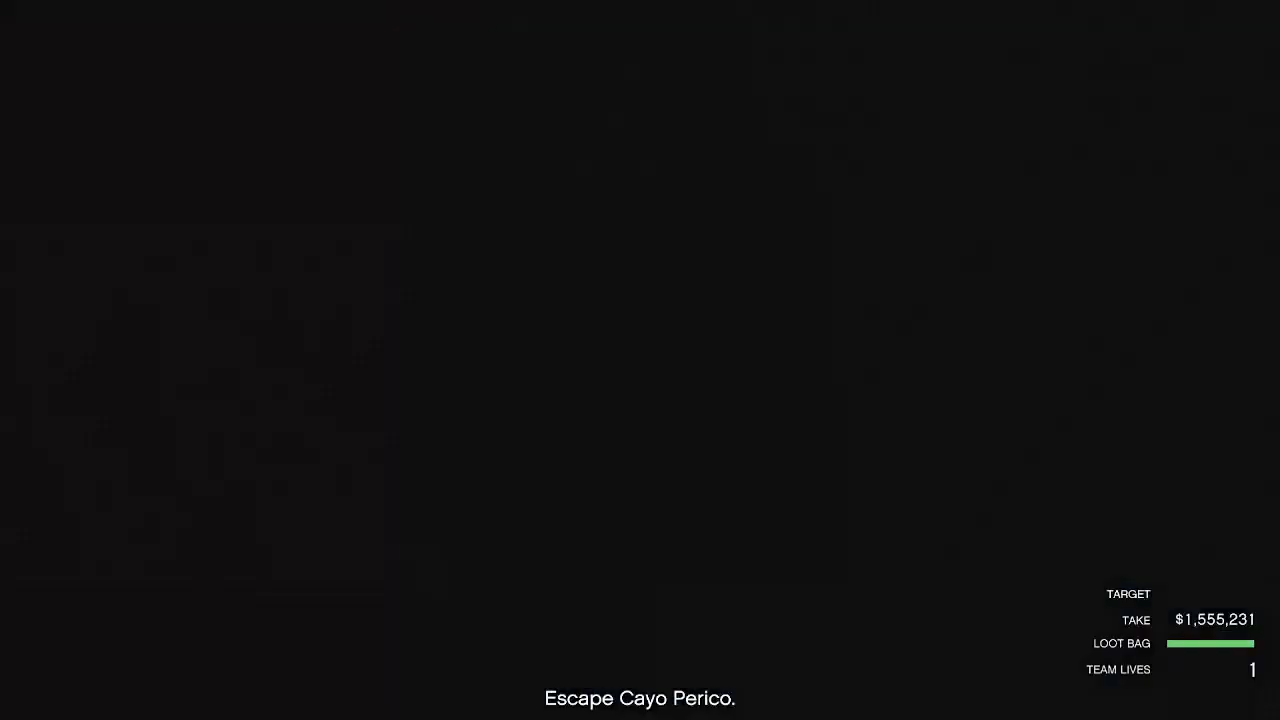 TARGET
TAKE $1,555,231
LOOT BAG
TEAM LIVES 1
Escape Cayo Perico.